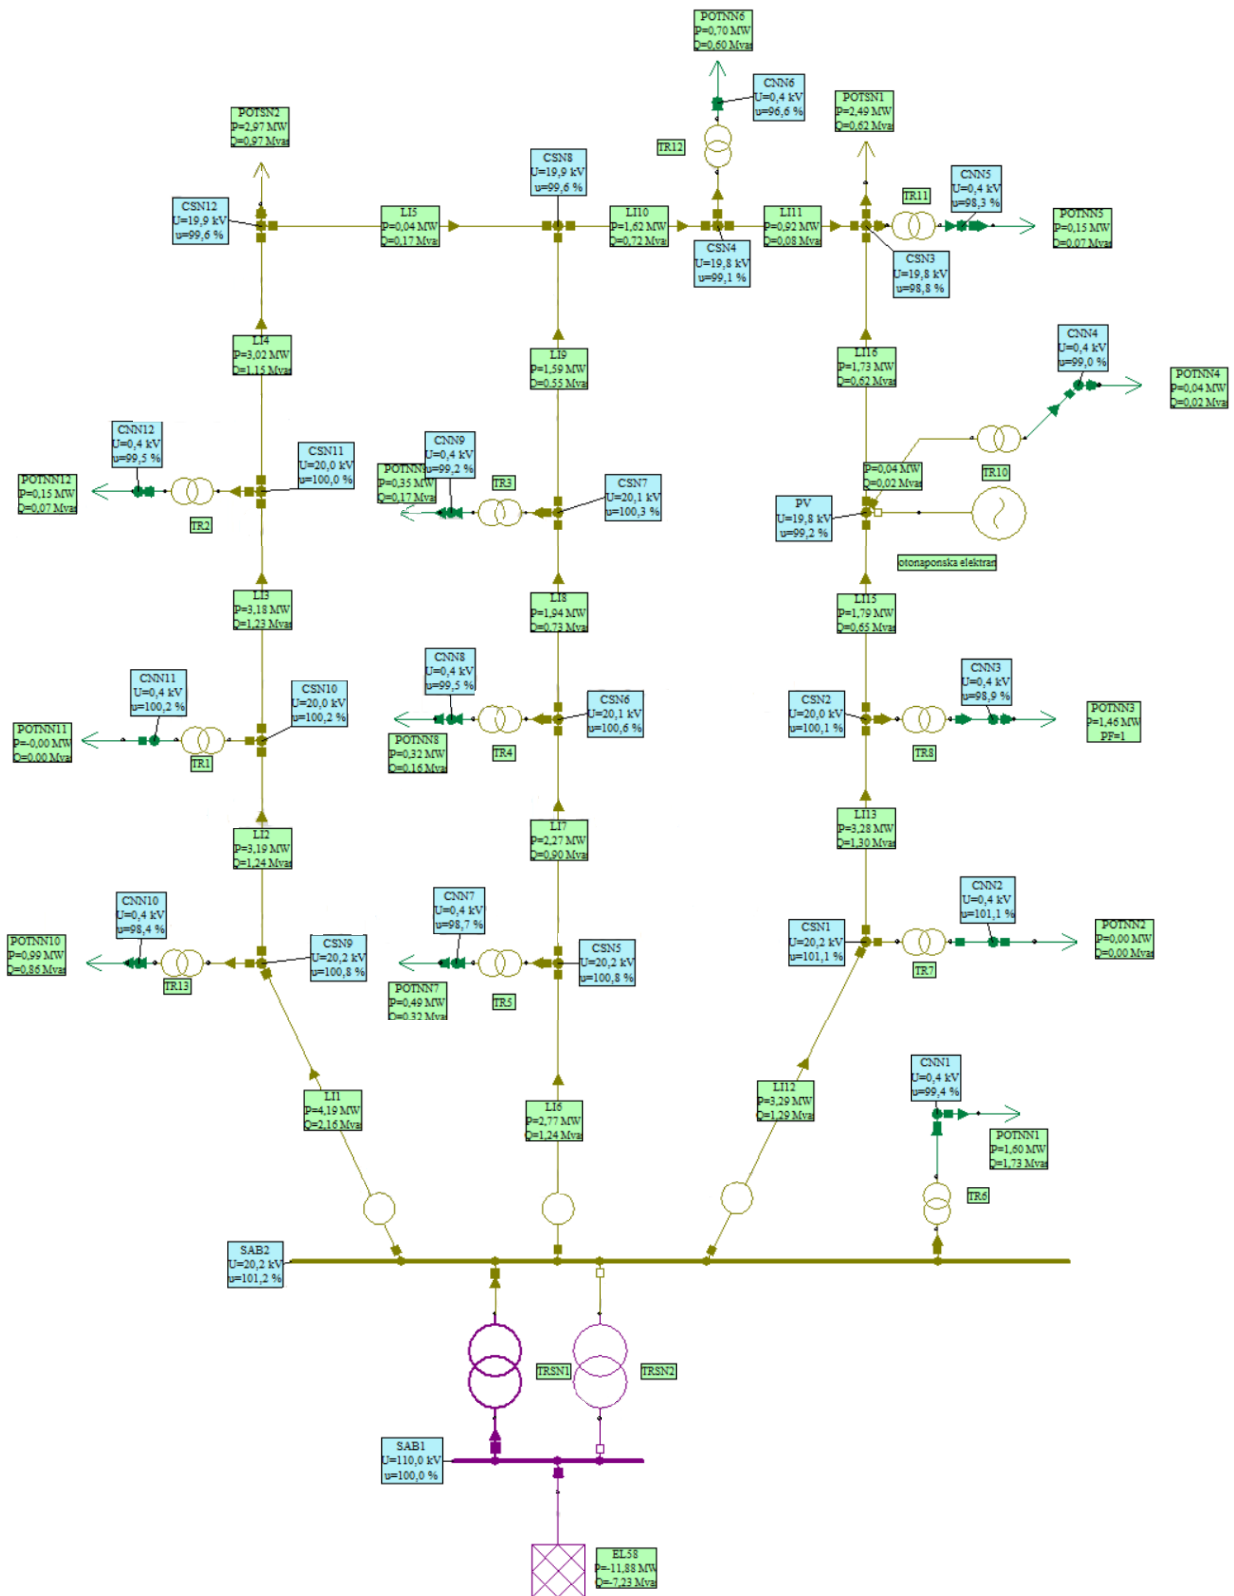 POTNN6
P=0,70 MW
Q=0,60 Mvar
CNN6
U=0,4 kV
u=96,6 %
TR12
POTSN2
P=2,97 MW
Q=0,97 Mvar
CSN8
U=19,9 kV
u=99,6 %
POTSN1
P=2,49 MW
Q=0,62 Mvar
TR11
CNN5
U=0,4 kV
u=98,3 %
CSN12
U=19,9 kV
u=99,6 %
LI5
P=0,04 MW
Q=0,17 Mvar
LI10
P=1,62 MW
Q=0,72 Mvar
CSN4
U=19,8 kV
u=99,1 %
LI11
P=0,92 MW
Q=0,08 Mvar
CSN3
U=19,8 kV
u=98,8 %
POTNN5
P=0,15 MW
Q=0,07 Mvar
LI4
P=3,02 MW
Q=1,15 Mvar
LI9
P=1,59 MW
Q=0,55 Mvar
LI16
P=1,73 MW
Q=0,62 Mvar
CNN4
U=0,4 kV
u=99,0 %
POTNN4
P=0,04 MW
Q=0,02 Mvar
TR10
P=0,04 MW
Q=0,02 Mvar
CNN12
U=0,4 kV
u=99,5 %
POTNN12
P=0,15 MW
Q=0,07 Mvar
TR2
CSN11
U=20,0 kV
u=100,0 %
CNN9
U=0,4 kV
u=99,2 %
POTNN
P=0,35 MW
Q=0,17 Mvar
TR3
CSN7
U=20,1 kV
u=100,3 %
PV
U=19,8 kV
u=99,2 %
otonaponska elektran
LI3
P=3,18 MW
Q=1,23 Mvar
LI8
P=1,94 MW
Q=0,73 Mvar
LI15
P=1,79 MW
Q=0,65 Mvar
CNN11
U=0,4 kV
u=100,2 %
POTNN11
P=-0,00 MW
Q=0,00 Mvar
TR1
CSN10
U=20,0 kV
u=100,2 %
CNN8
U=0,4 kV
u=99,5 %
POTNN8
P=0,32 MW
Q=0,16 Mvar
TR4
CSN6
U=20,1 kV
u=100,6 %
CSN2
U=20,0 kV
u=100,1 %
TR8
CNN3
U=0,4 kV
u=98,9 %
POTNN3
P=1,46 MW
PF=1
LI2
P=3,19 MW
Q=1,24 Mvar
LI7
P=2,27 MW
Q=0,90 Mvar
LI13
P=3,28 MW
Q=1,30 Mvar
CNN10
U=0,4 kV
u=98,4 %
POTNN10
P=0,99 MW
Q=0,86 Mvar
TR13
CSN9
U=20,2 kV
u=100,8 %
CNN7
U=0,4 kV
u=98,7 %
POTNN7
P=0,49 MW
Q=0,32 Mvar
TR5
CSN5
U=20,2 kV
u=100,8 %
CSN1
U=20,2 kV
u=101,1 %
TR7
CNN2
U=0,4 kV
u=101,1 %
POTNN2
P=0,00 MW
Q=0,00 Mvar
LI1
P=4,19 MW
Q=2,16 Mvar
LI6
P=2,77 MW
Q=1,24 Mvar
LI12
P=3,29 MW
Q=1,29 Mvar
CNN1
U=0,4 kV
u=99,4 %
POTNN1
P=1,60 MW
Q=1,73 Mvar
TR6
SAB2
U=20,2 kV
u=101,2 %
TRSN1
TRSN2
SAB1
U=110,0 kV
u=100,0 %
EL58
P=-11,88 MW
Q=-7,23 Mvar